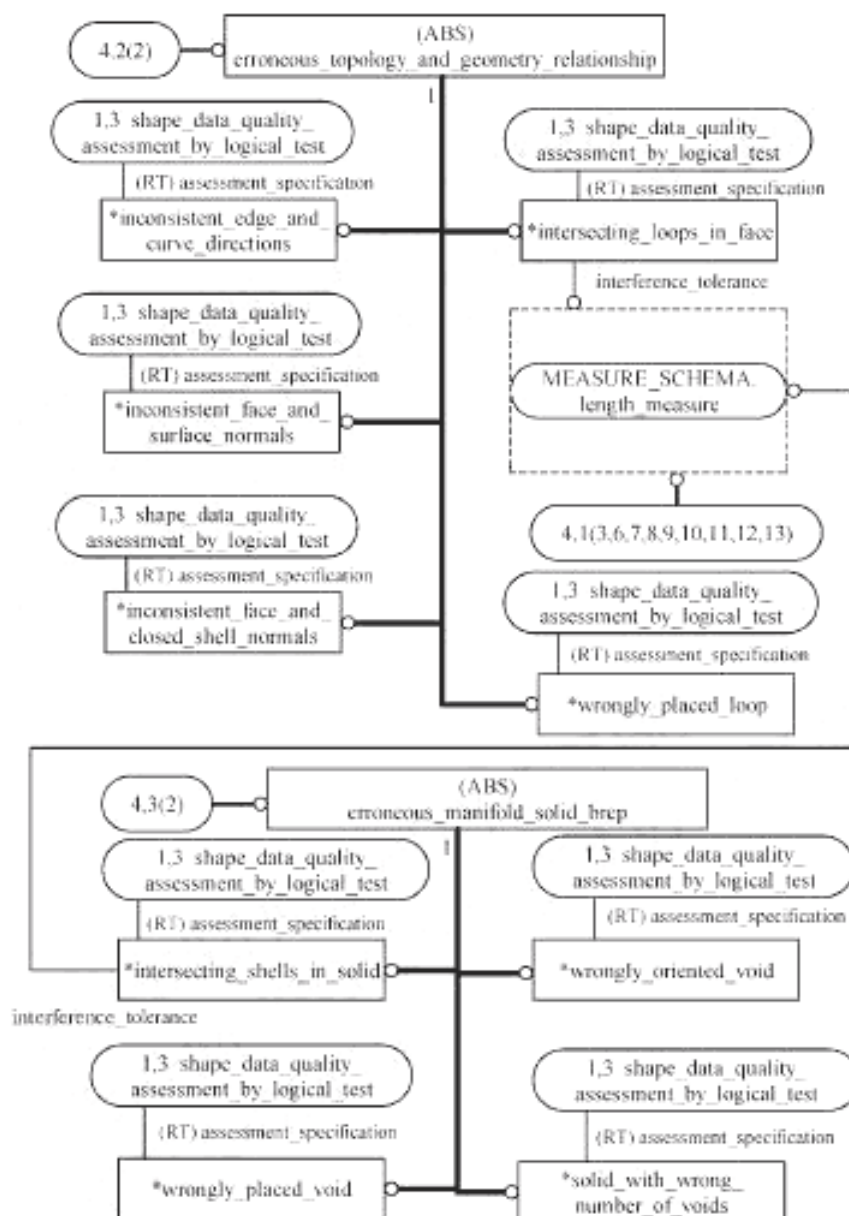 (ABS)
4,2(2)
erroneous_topology_and_geometry_relationship
1
1,3 shape_data_quality_
assessment_by_logical_test
(RT) assessment_specification
*inconsistent_edge_and
curve_directions
1,3 shape_data_quality_
assessment_by_logical_test
(RT) assessment_specification
*intersecting_loops_in_face
interference_tolerance
1,3 shape_data_quality_
assessment_by_logical_test
(RT) assessment_specification
*inconsistent_face_and
surface_normals
MEASURE_SCHEMA.
length_measure
4,1(3,6,7,8,9,10,11,12,13)
1,3 shape_data_quality_
assessment_by_logical_test
(RT) assessment_specification
*inconsistent_face_and
closed_shell_normals
1,3 shape_data_quality_
assessment_by_logical_test
(RT) assessment_specification
*wrongly_placed_loop
(ABS)
4,3(2)
erroneous_manifold_solid_brep
1
1,3 shape_data_quality_
assessment_by_logical_test
(RT) assessment_specification
*intersecting_shells_in_solid
interference_tolerance
1,3 shape_data_quality_
assessment_by_logical_test
(RT) assessment_specification
*wrongly_oriented_void
1,3 shape_data_quality_
assessment_by_logical_test
(RT) assessment_specification
*wrongly_placed_void
1,3 shape_data_quality_
assessment_by_logical_test
(RT) assessment_specification
*solid_with_wrong_
number_of_voids